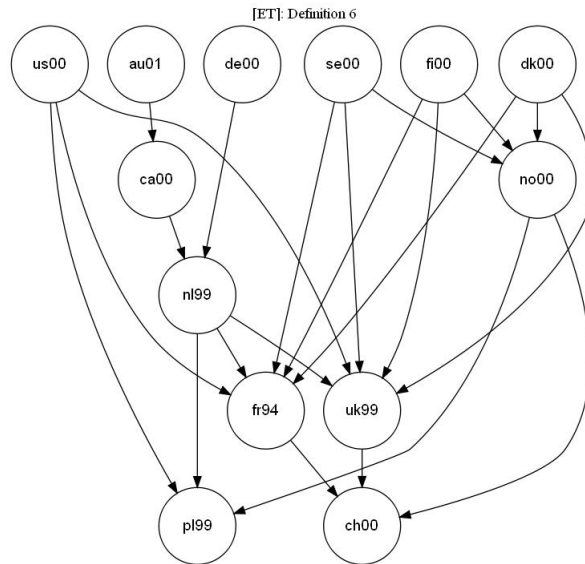 [ET]: Definition 6
us00 au01 de00 se00 fi00 dk00
ca00 no00
nl99
fr94 uk99
pl99 ch00